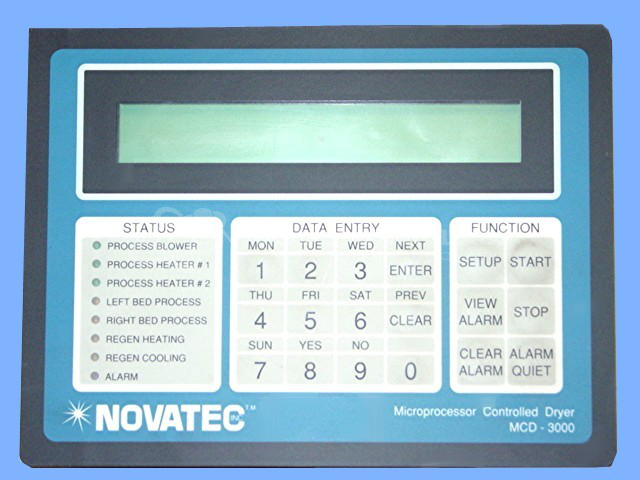 STATUS
PROCESS BLOWER
PROCESS HEATER # 1
PROCESS HEATER # 2
LEFT BED PROCESS
RIGHT BED PROCESS
REGEN HEATING
REGEN COOLING
ALARM
DATA ENTRY
MON TUE WED NEXT
1 2 3 ENTER
THU FRI SAT PREV
4 5 6 CLEAR
SUN YES NO
7 8 9 0
FUNCTION
SETUP START
VIEW ALARM STOP
CLEAR ALARM ALARM QUIET
NOVATEC INC.™
Microprocessor Controlled Dryer
MCD - 3000